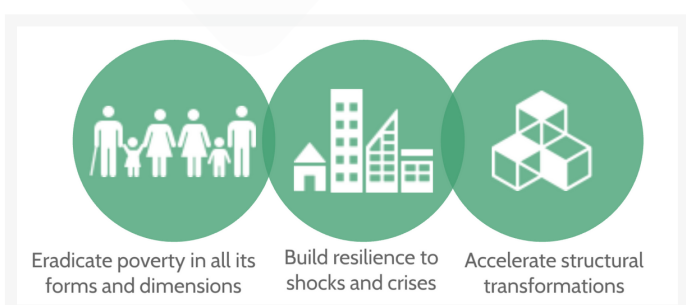 Eradicate poverty in all its
forms and dimensions
Build resilience to
shocks and crises
Accelerate structural
transformations